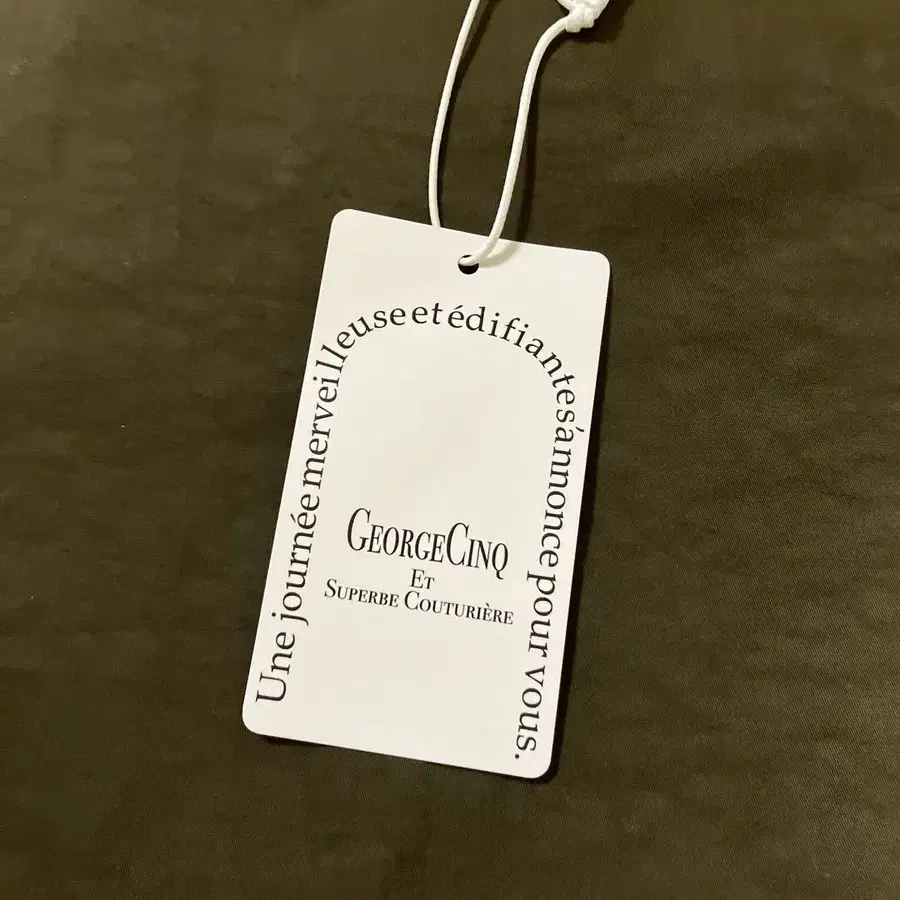 Une journée merveilleuse et édifiante s'annonce pour vous.
GEORGECINQ
ET
SUPERBE COUTURIÈRE